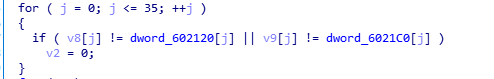 for ( j = 0; j <= 35; ++j )
{
if ( v8[j] != dword_602120[j] || v9[j] != dword_6021C0[j] )
v2 = 0;
}